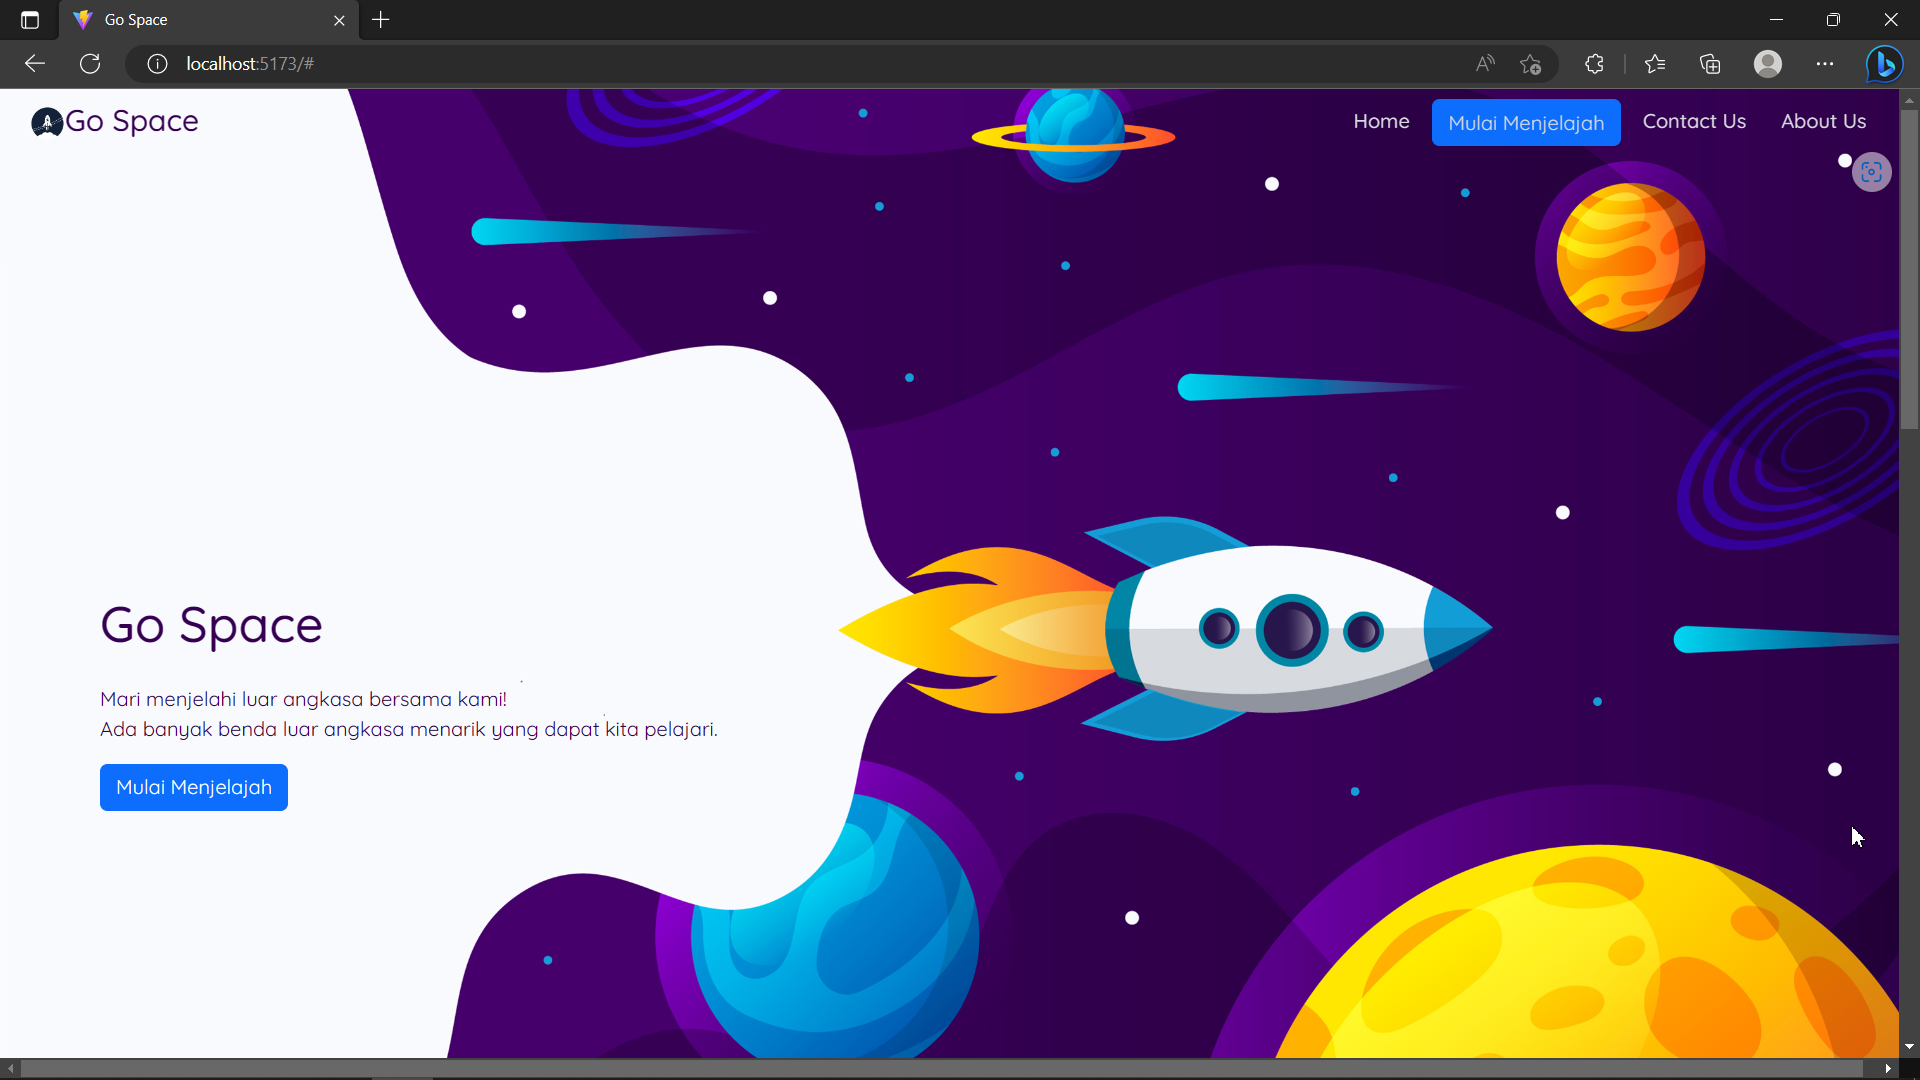 Go Space
localhost:5173/#
Go Space
Home
Mulai Menjelajah
Contact Us
About Us
Go Space
Mari menjelahi luar angkasa bersama kami!
Ada banyak benda luar angkasa menarik yang dapat kita pelajari.
Mulai Menjelajah